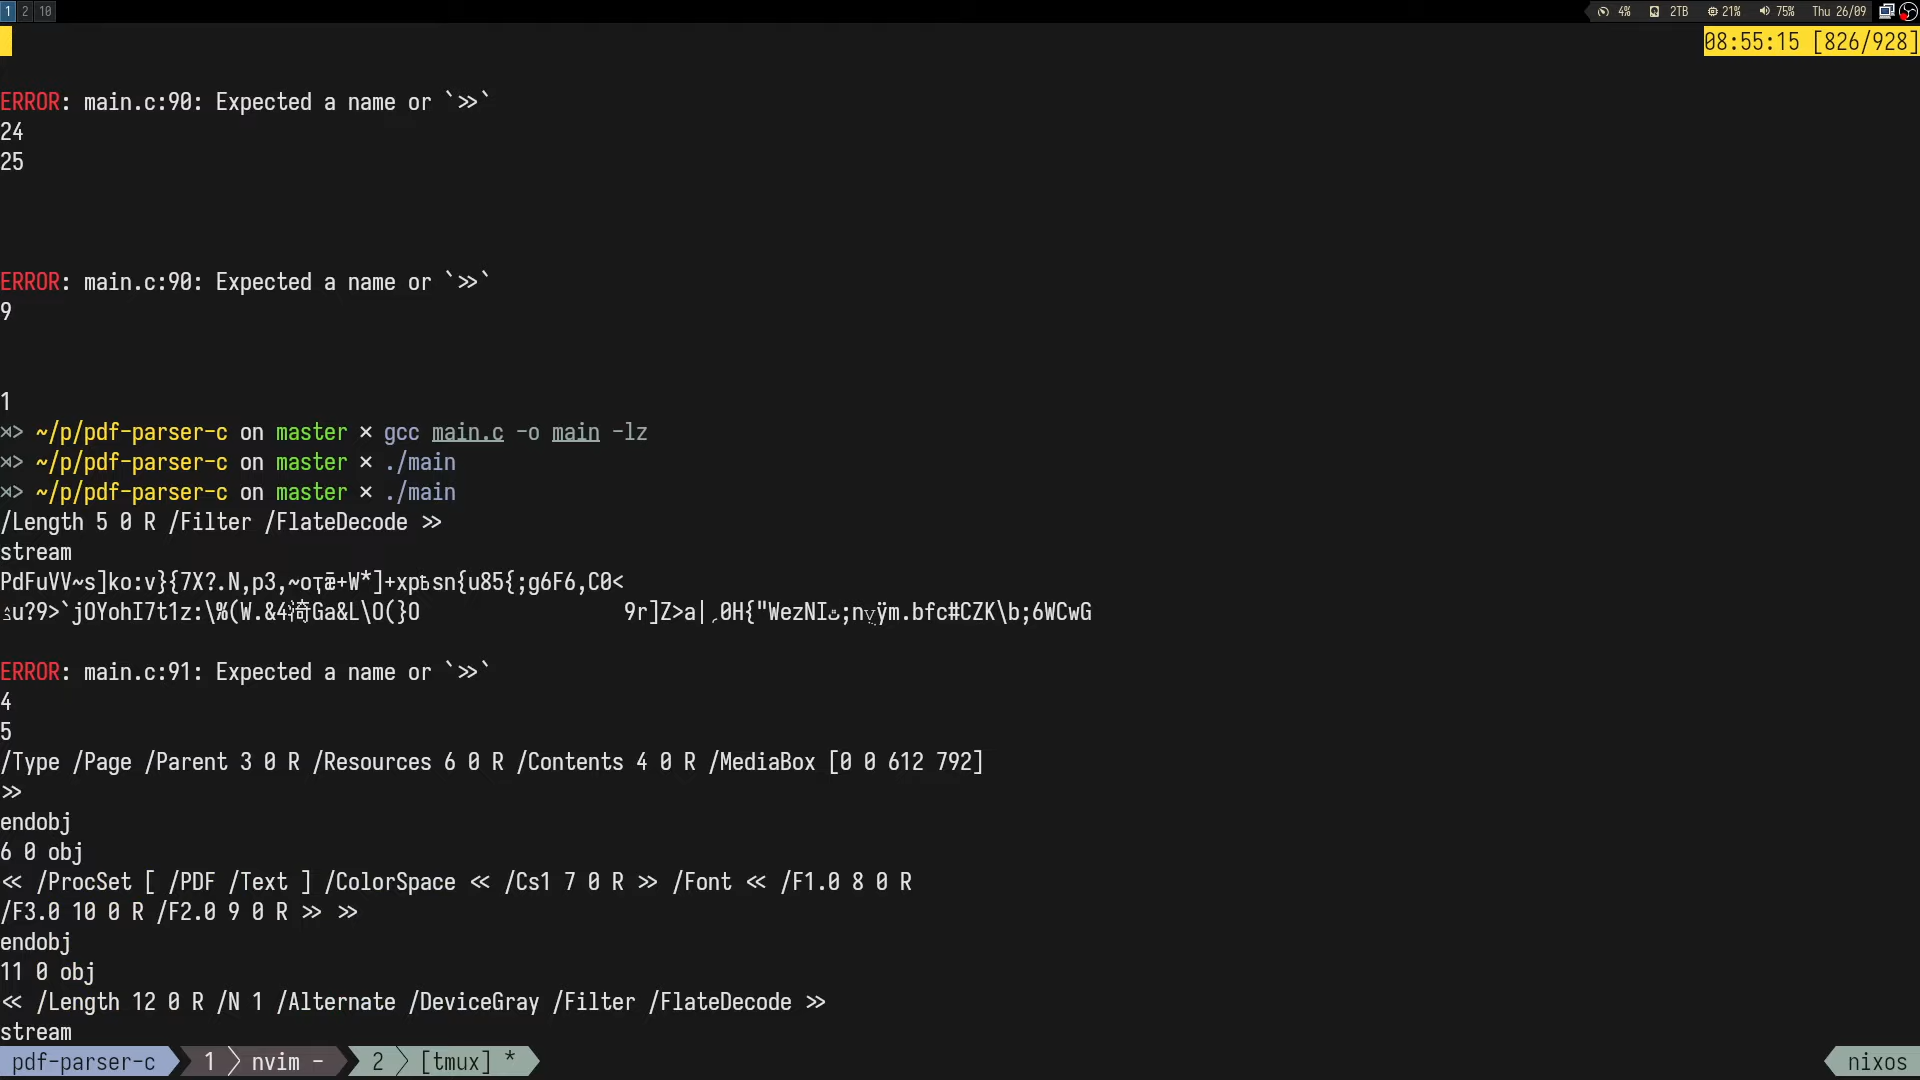 1 2 10 4% 2TB 21% 75% Thu 26/09
08:55:15 [826/928]
ERROR: main.c:90: Expected a name or `>>`
24
25
ERROR: main.c:90: Expected a name or `>>`
9
1
~/p/pdf-parser-c on master × gcc main.c -o main -lz
~/p/pdf-parser-c on master × ./main
~/p/pdf-parser-c on master × ./main
/Length 5 0 R /Filter /FlateDecode >>
stream
ERROR: main.c:91: Expected a name or `>>`
4
5
/Type /Page /Parent 3 0 R /Resources 6 0 R /Contents 4 0 R /MediaBox [0 0 612 792]
>>
endobj
6 0 obj
<< /ProcSet [ /PDF /Text ] /ColorSpace << /Cs1 7 0 R >> /Font << /F1.0 8 0 R
/F3.0 10 0 R /F2.0 9 0 R >> >>
endobj
11 0 obj
<< /Length 12 0 R /N 1 /Alternate /DeviceGray /Filter /FlateDecode >>
stream
pdf-parser-c 1 nvim - 2 [tmux] * nixos